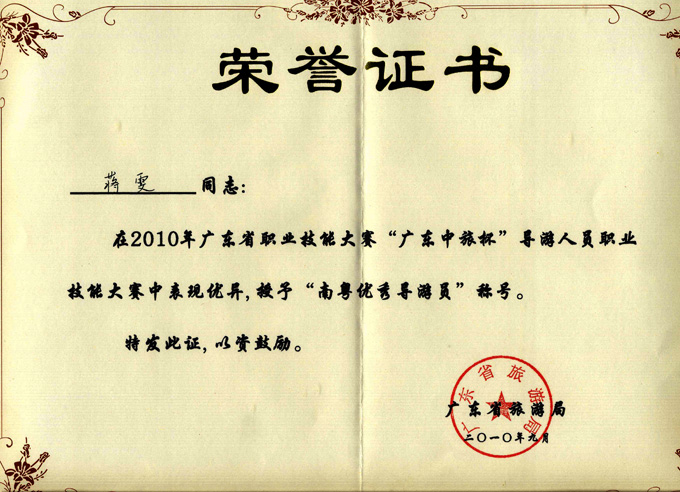 荣誉证书
蒋雯 同志：
在2010年广东省职业技能大赛“广东中旅杯”导游人员职业
技能大赛中表现优异，授予“南粤优秀导游员”称号。
特发此证，以资鼓励。
广东省旅游局
广东省旅游局
二〇一〇年九月